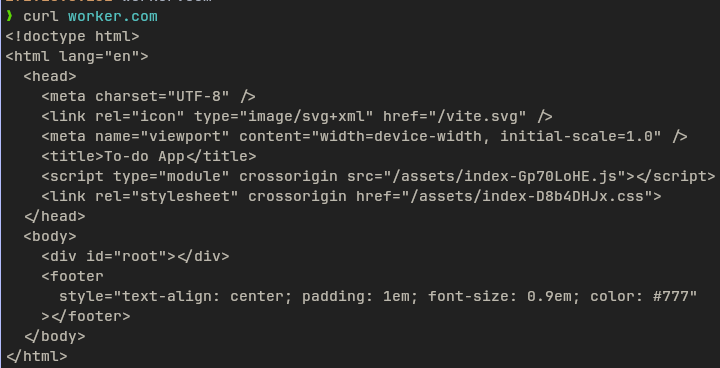 ❯ curl worker.com
<!doctype html>
<html lang="en">
  <head>
    <meta charset="UTF-8" />
    <link rel="icon" type="image/svg+xml" href="/vite.svg" />
    <meta name="viewport" content="width=device-width, initial-scale=1.0" />
    <title>To-do App</title>
    <script type="module" crossorigin src="/assets/index-Gp70LoHE.js"></script>
    <link rel="stylesheet" crossorigin href="/assets/index-D8b4DHJx.css">
  </head>
  <body>
    <div id="root"></div>
    <footer
      style="text-align: center; padding: 1em; font-size: 0.9em; color: #777"
    ></footer>
  </body>
</html>